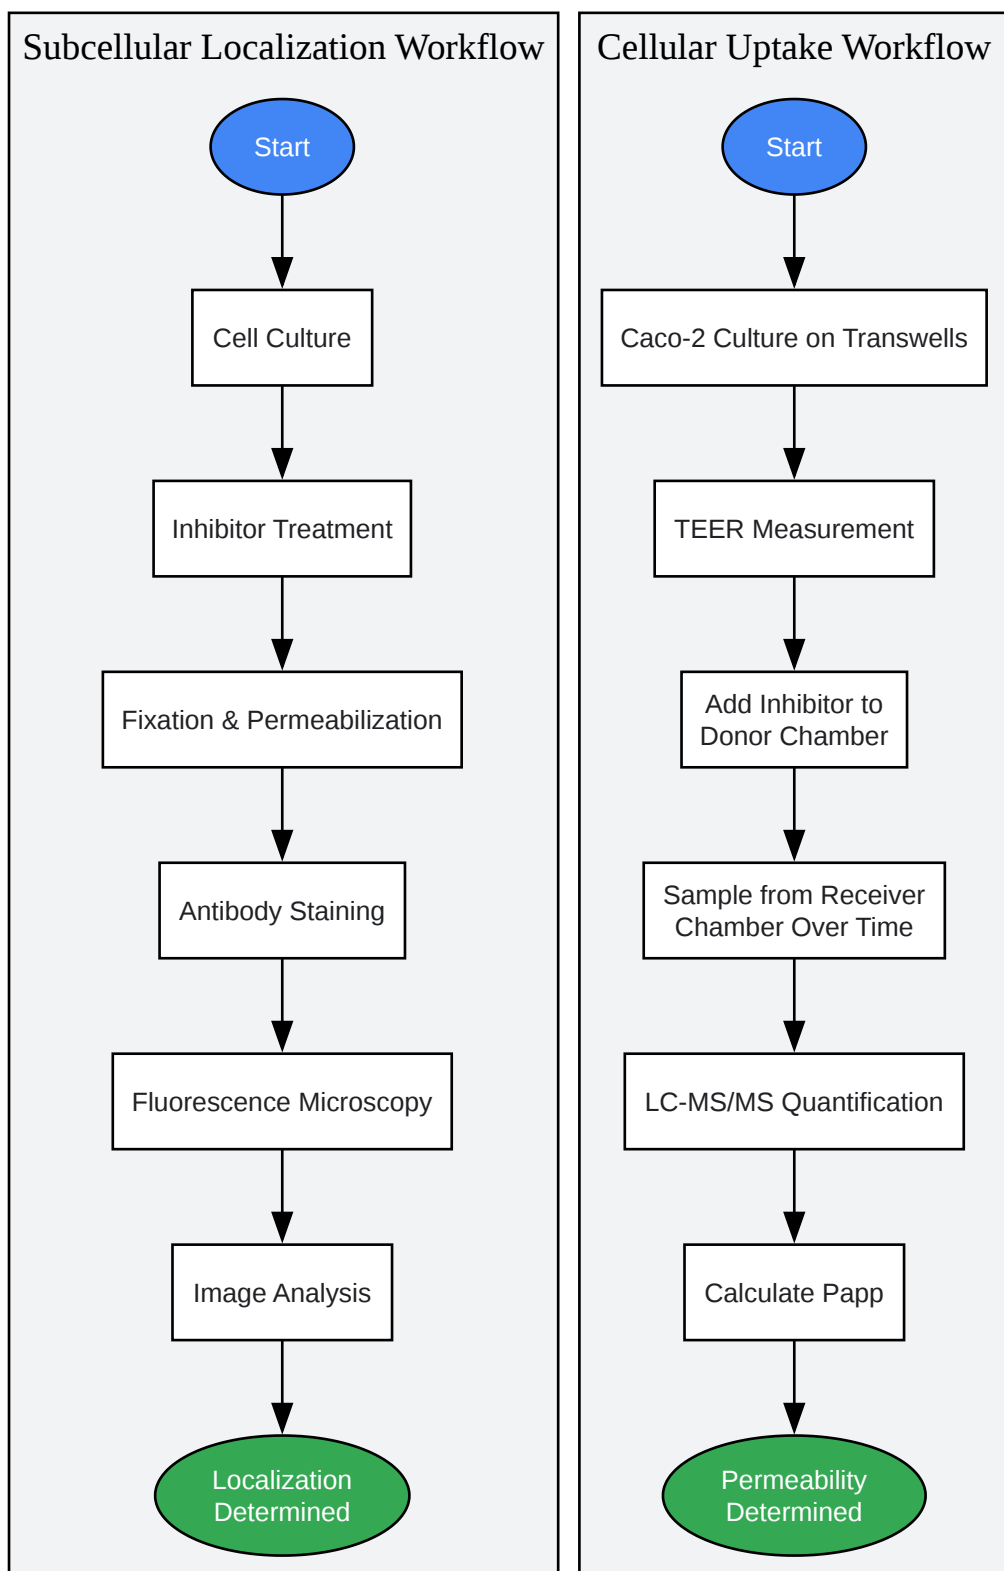 Subcellular Localization Workflow
Start
Cell Culture
Inhibitor Treatment
Fixation & Permeabilization
Antibody Staining
Fluorescence Microscopy
Image Analysis
Localization
Determined
Cellular Uptake Workflow
Start
Caco-2 Culture on Transwells
TEER Measurement
Add Inhibitor to
Donor Chamber
Sample from Receiver
Chamber Over Time
LC-MS/MS Quantification
Calculate Papp
Permeability
Determined